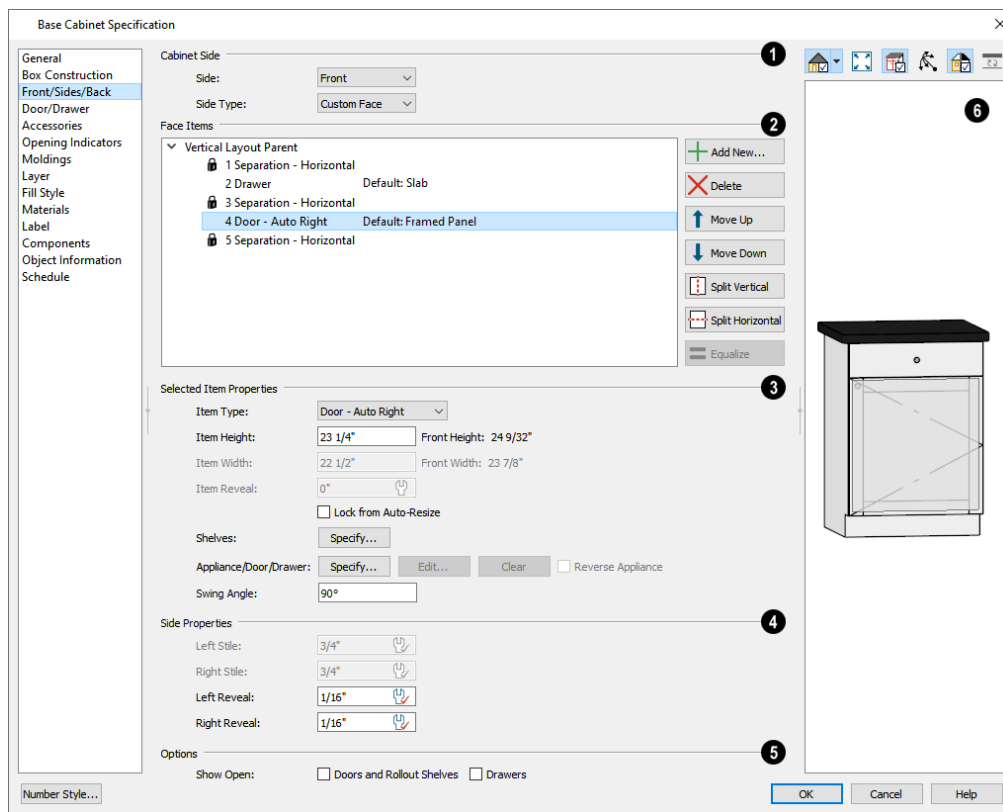 Base Cabinet Specification
General
Box Construction
Front/Sides/Back
Door/Drawer
Accessories
Opening Indicators
Moldings
Layer
Fill Style
Materials
Label
Components
Object Information
Schedule
Cabinet Side
1
Side: Front
Side Type: Custom Face
Face Items
2
Vertical Layout Parent
1 Separation - Horizontal
2 Drawer Default: Slab
3 Separation - Horizontal
4 Door - Auto Right Default: Framed Panel
5 Separation - Horizontal
Add New...
Delete
Move Up
Move Down
Split Vertical
Split Horizontal
Equalize
Selected Item Properties
3
Item Type: Door - Auto Right
Item Height: 23 1/4" Front Height: 24 9/32"
Item Width: 22 1/2" Front Width: 23 7/8"
Item Reveal: 0"
Lock from Auto-Resize
Shelves: Specify...
Appliance/Door/Drawer: Specify... Edit... Clear Reverse Appliance
Swing Angle: 90°
Side Properties
4
Left Stile: 3/4"
Right Stile: 3/4"
Left Reveal: 1/16"
Right Reveal: 1/16"
Options
5
Show Open: Doors and Rollout Shelves Drawers
6
Number Style...
OK Cancel Help